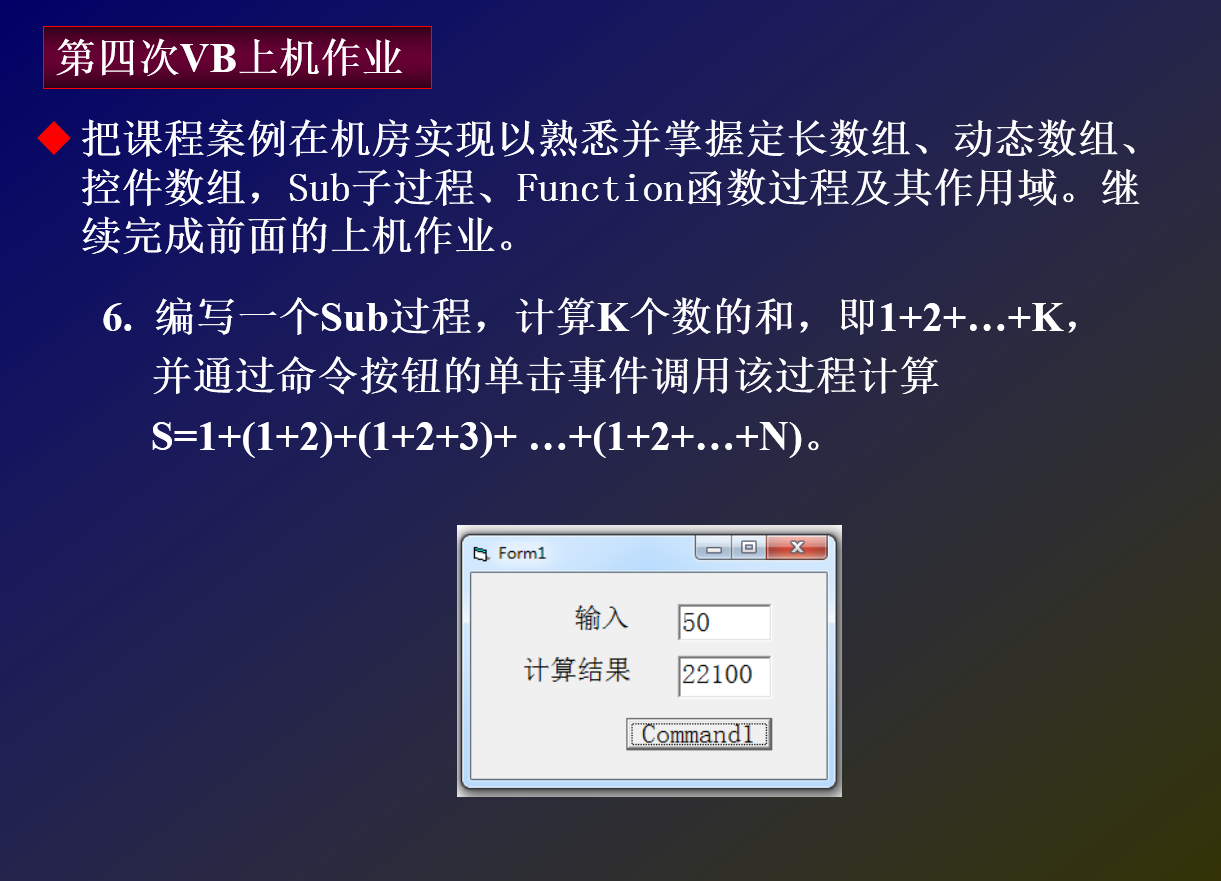 第四次VB上机作业
把课程案例在机房实现以熟悉并掌握定长数组、动态数组、
控件数组，Sub子过程、Function函数过程及其作用域。继
续完成前面的上机作业。
6. 编写一个Sub过程，计算K个数的和，即1+2+…+K，
并通过命令按钮的单击事件调用该过程计算
S=1+(1+2)+(1+2+3)+ …+(1+2+…+N)。
Form1
输入 50
计算结果 22100
Command1